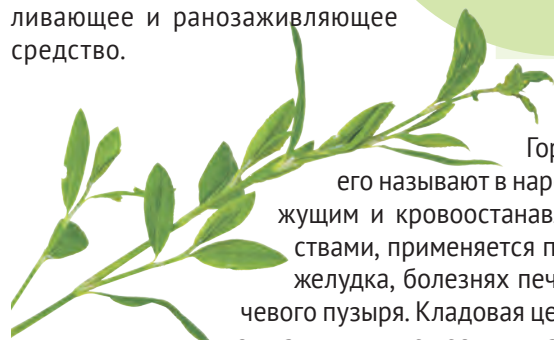 ливающее и ранозаживляющее
средство.
Гор
его называют в нар
жущим и кровоостанав
ствами, применяется п
желудка, болезнях печ
чевого пузыря. Кладовая це